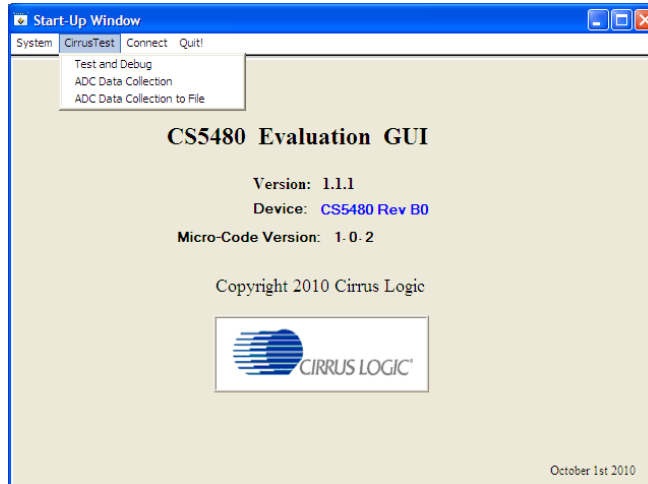 Start-Up Window
System CirrusTest Connect Quit!
Test and Debug
ADC Data Collection
ADC Data Collection to File
CS5480 Evaluation GUI
Version: 1.1.1
Device: CS5480 Rev B0
Micro-Code Version: 1.0.2
Copyright 2010 Cirrus Logic
CIRRUS LOGIC®
October 1st 2010